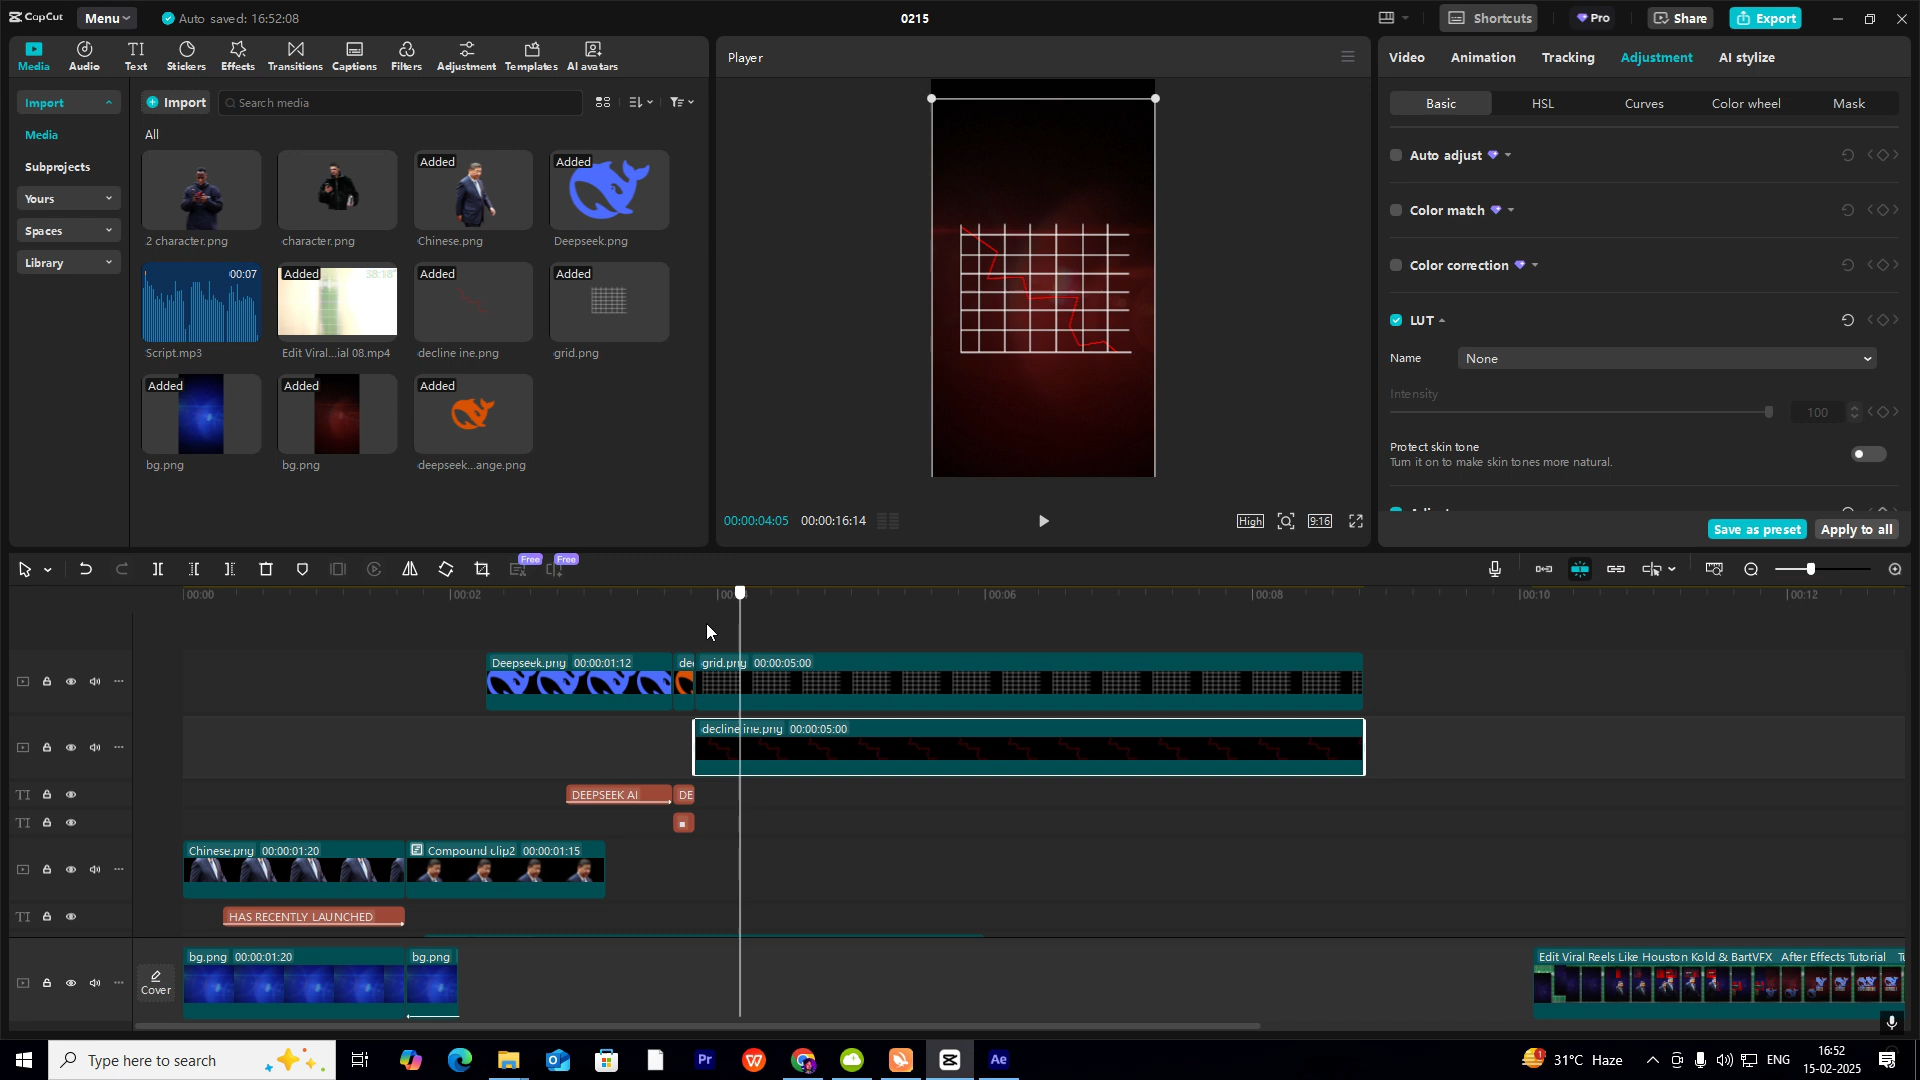 CapCut
Menu
Auto saved: 16:52:08
0215
Shortcuts
Pro
Share
Export
Media
Audio
Text
Stickers
Effects
Transitions
Captions
Filters
Adjustment
Templates
AI avatars
Player
Video
Animation
Tracking
Adjustment
AI stylize
Import
Media
Subprojects
Yours
Spaces
Library
Import
Search media
All
2 character.png
character.png
Added
Chinese.png
Added
Deepseek.png
00:07
Script.mp3
Added
38:18
Edit Viral...ial 08.mp4
Added
decline ine.png
Added
grid.png
Added
bg.png
Added
bg.png
Added
deepseek...ange.png
00:00:04:05
00:00:16:14
High
9:16
Basic
HSL
Curves
Color wheel
Mask
Auto adjust
Color match
Color correction
LUT
Name
None
Intensity
100
Protect skin tone
Turn it on to make skin tones more natural.
Save as preset
Apply to all
Free
Free
00:00
00:02
00:06
00:08
00:10
00:12
Deepseek.png 00:00:01:12
dee
grid.png 00:00:05:00
decline ine.png 00:00:05:00
TI
DEEPSEEK AI
DE
TI
Chinese.png 00:00:01:20
Compound clip2 00:00:01:15
TI
HAS RECENTLY LAUNCHED
Cover
bg.png 00:00:01:20
bg.png
Edit Viral Reels Like Houston Kold & BartVFX After Effects Tutorial
Type here to search
Pr
Ae
31°C Haze
ENG
16:52
15-02-2025